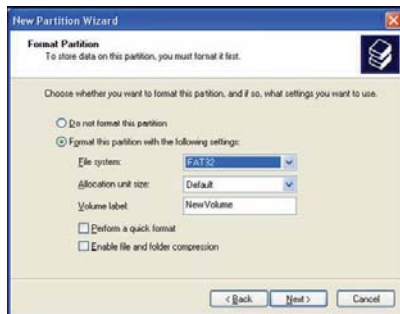 New Partition Wizard
Format Partition
To store data on this partition, you must format it first.
Choose whether you want to format this partition, and if so, what settings you want to use.
Do not format this partition
Format this partition with the following settings:
File system: FAT32
Allocation unit size: Default
Volume label: New Volume
Perform a quick format
Enable file and folder compression
< Back Next > Cancel